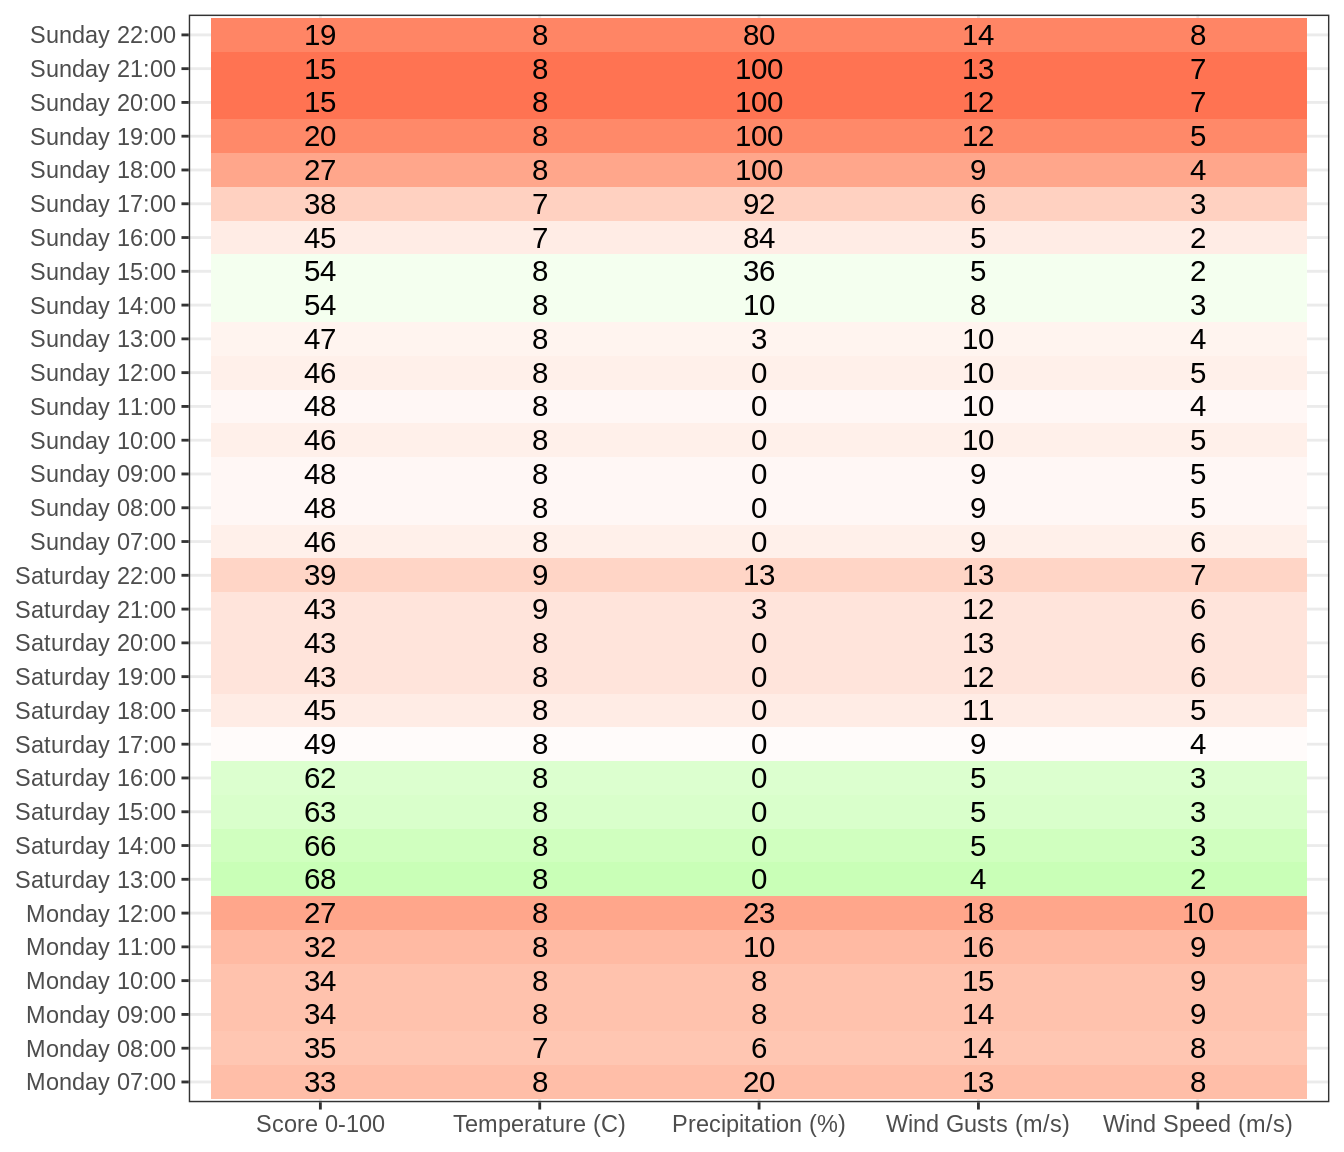 Sunday 22:00 19 8 80 14 8
Sunday 21:00 15 8 100 13 7
Sunday 20:00 15 8 100 12 7
Sunday 19:00 20 8 100 12 5
Sunday 18:00 27 8 100 9 4
Sunday 17:00 38 7 92 6 3
Sunday 16:00 45 7 84 5 2
Sunday 15:00 54 8 36 5 2
Sunday 14:00 54 8 10 8 3
Sunday 13:00 47 8 3 10 4
Sunday 12:00 46 8 0 10 5
Sunday 11:00 48 8 0 10 4
Sunday 10:00 46 8 0 10 5
Sunday 09:00 48 8 0 9 5
Sunday 08:00 48 8 0 9 5
Sunday 07:00 46 8 0 9 6
Saturday 22:00 39 9 13 13 7
Saturday 21:00 43 9 3 12 6
Saturday 20:00 43 8 0 13 6
Saturday 19:00 43 8 0 12 6
Saturday 18:00 45 8 0 11 5
Saturday 17:00 49 8 0 9 4
Saturday 16:00 62 8 0 5 3
Saturday 15:00 63 8 0 5 3
Saturday 14:00 66 8 0 5 3
Saturday 13:00 68 8 0 4 2
Monday 12:00 27 8 23 18 10
Monday 11:00 32 8 10 16 9
Monday 10:00 34 8 8 15 9
Monday 09:00 34 8 8 14 9
Monday 08:00 35 7 6 14 8
Monday 07:00 33 8 20 13 8
Score 0-100 Temperature (C) Precipitation (%) Wind Gusts (m/s) Wind Speed (m/s)